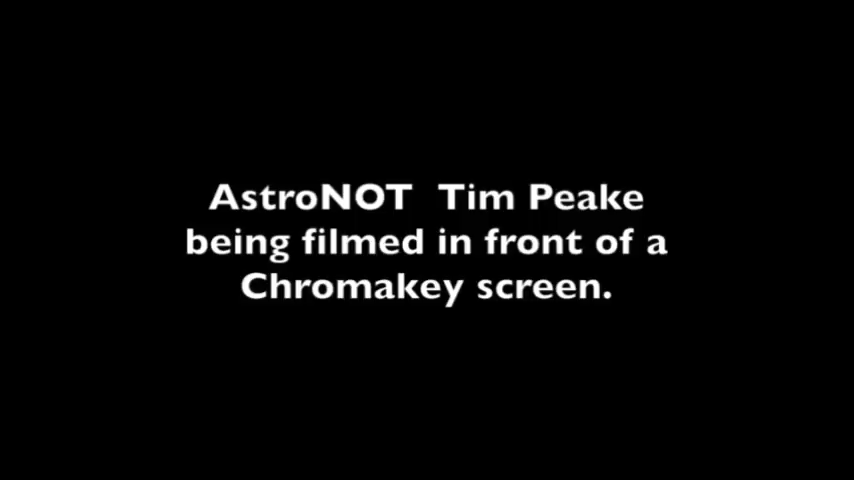 AstroNOT  Tim Peake
being filmed in front of a
Chromakey screen.